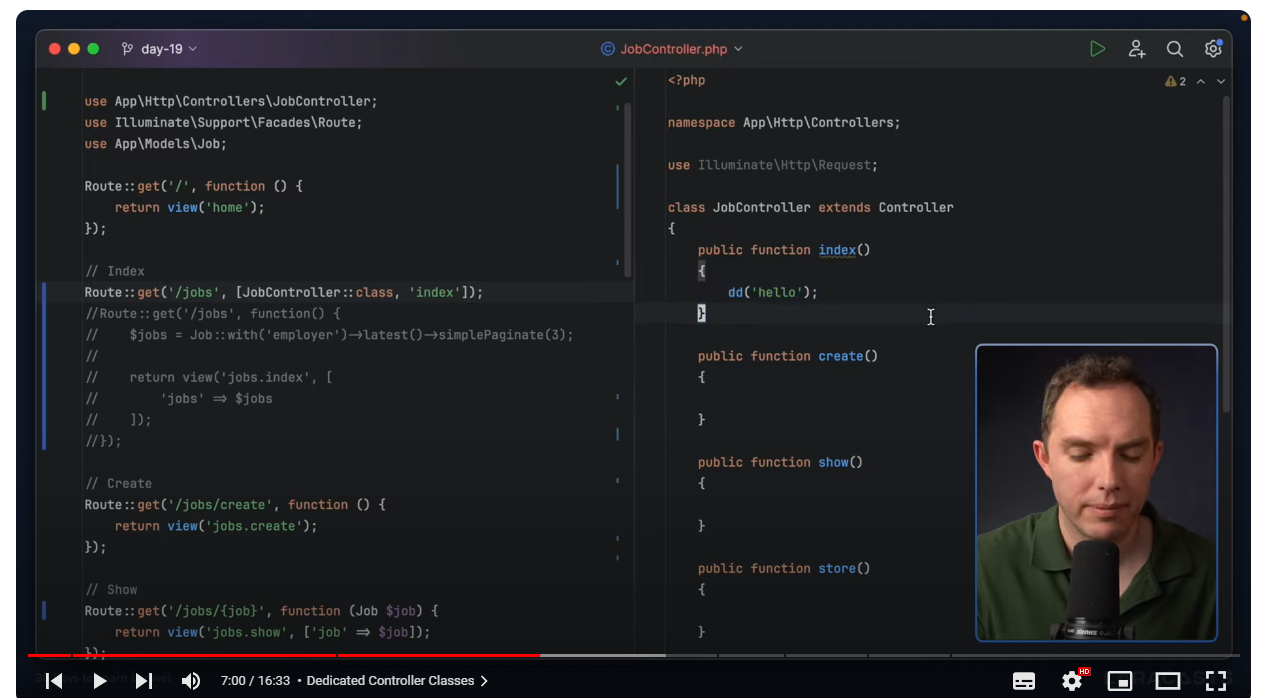 day-19
JobController.php
use App\Http\Controllers\JobController;
use Illuminate\Support\Facades\Route;
use App\Models\Job;
Route::get('/', function () {
return view('home');
});
// Index
Route::get('/jobs', [JobController::class, 'index']);
//Route::get('/jobs', function() {
// $jobs = Job::with('employer')->latest()->simplePaginate(3);
//
// return view('jobs.index', [
// 'jobs' => $jobs
// ]);
//});
// Create
Route::get('/jobs/create', function () {
return view('jobs.create');
});
// Show
Route::get('/jobs/{job}', function (Job $job) {
return view('jobs.show', ['job' => $job]);
});
<?php
2
namespace App\Http\Controllers;
use Illuminate\Http\Request;
class JobController extends Controller
{
public function index()
{
dd('hello');
}
public function create()
{
}
public function show()
{
}
public function store()
{
}
7:00 / 16:33 • Dedicated Controller Classes
HD